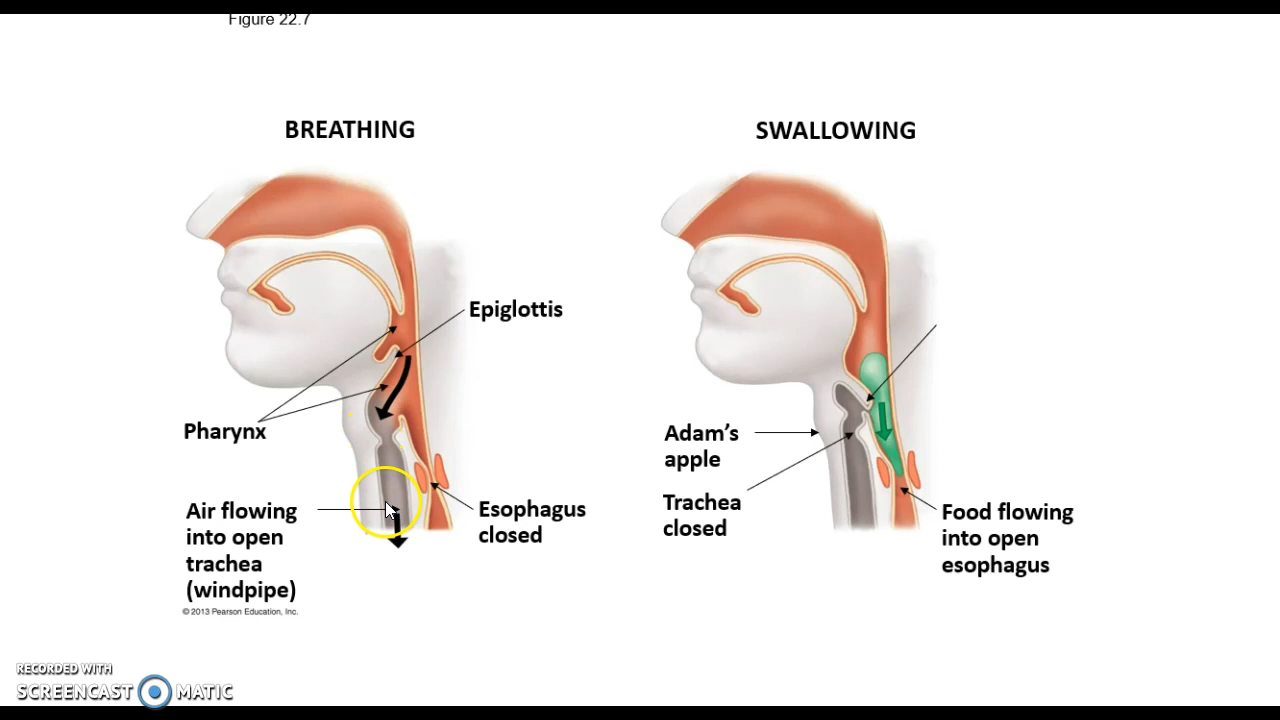 Figure 22.7
BREATHING
SWALLOWING
Epiglottis
Pharynx
Air flowing
into open
trachea
(windpipe)
Esophagus
closed
© 2013 Pearson Education, Inc.
Adam's
apple
Trachea
closed
Food flowing
into open
esophagus
RECORDED WITH
SCREENCAST MATIC